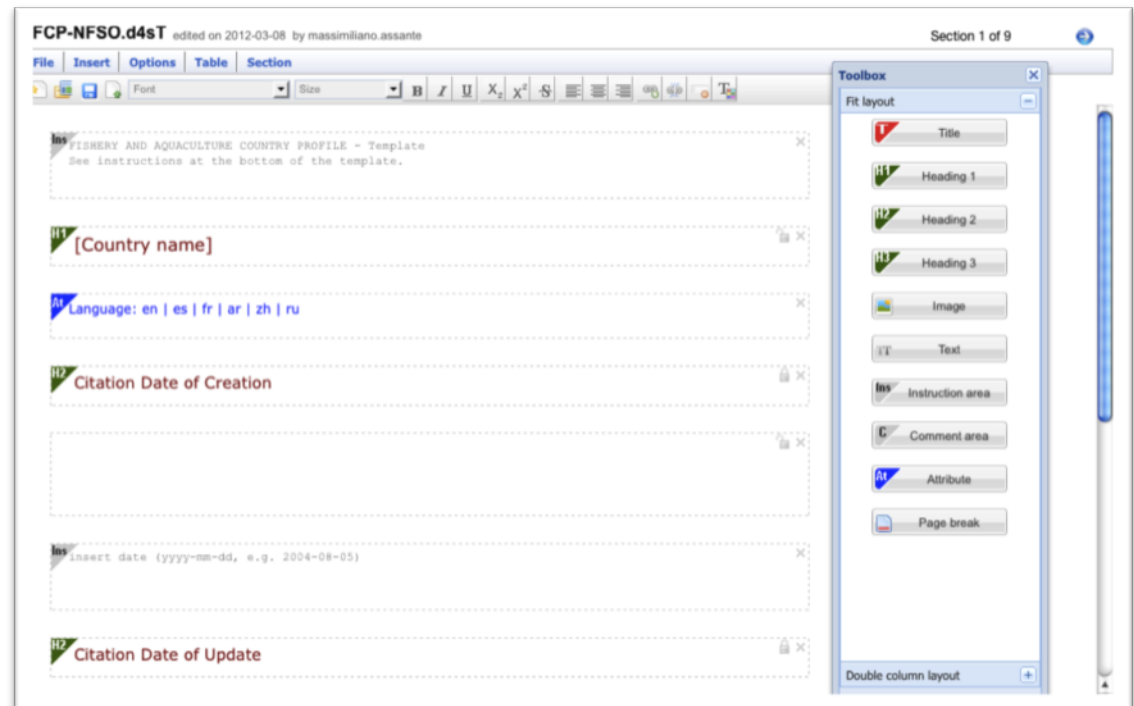 FCP-NFSO.d4sT edited on 2012-03-08 by massimiliano.assante
Section 1 of 9
File Insert Options Table Section
Font Size B I U X₂ X² S
Ins FISHERY AND AQUACULTURE COUNTRY PROFILE - Template
See instructions at the bottom of the template.
H1 [Country name]
At Language: en | es | fr | ar | zh | ru
H2 Citation Date of Creation
Ins insert date (yyyy-mm-dd, e.g. 2004-08-05)
H2 Citation Date of Update
Toolbox
Fit layout
T Title
H1 Heading 1
H2 Heading 2
H3 Heading 3
Image
TT Text
Ins Instruction area
C Comment area
At Attribute
Page break
Double column layout